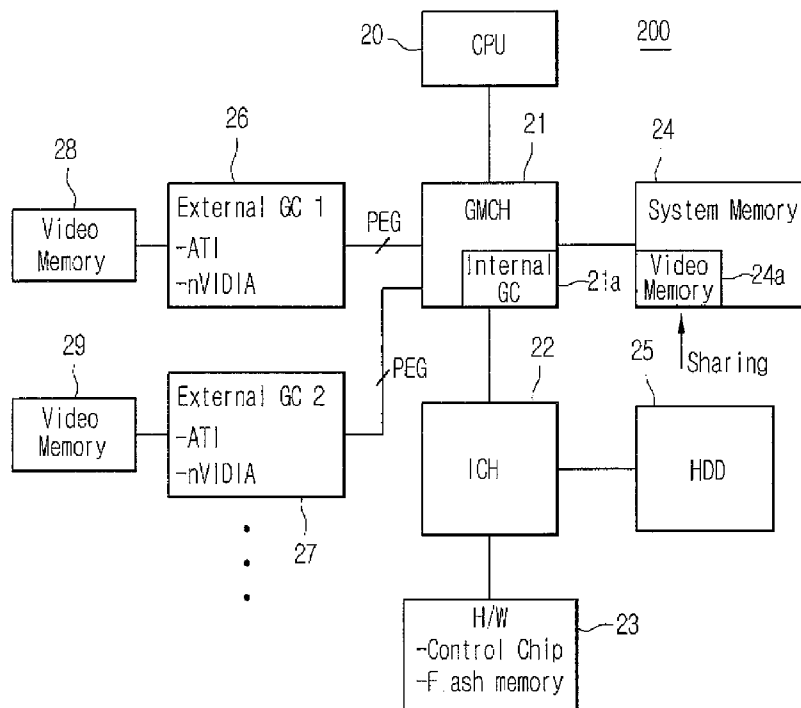 20
CPU
200
28
26
21
24
Video
Memory
External GC 1
-ATI
-nVIDIA
PEG
GMCH
Internal
GC
21a
System Memory
Video
Memory
24a
Sharing
29
Video
Memory
External GC 2
-ATI
-nVIDIA
27
PEG
22
ICH
25
HDD
H/W
-Control Chip
-Flash memory
23